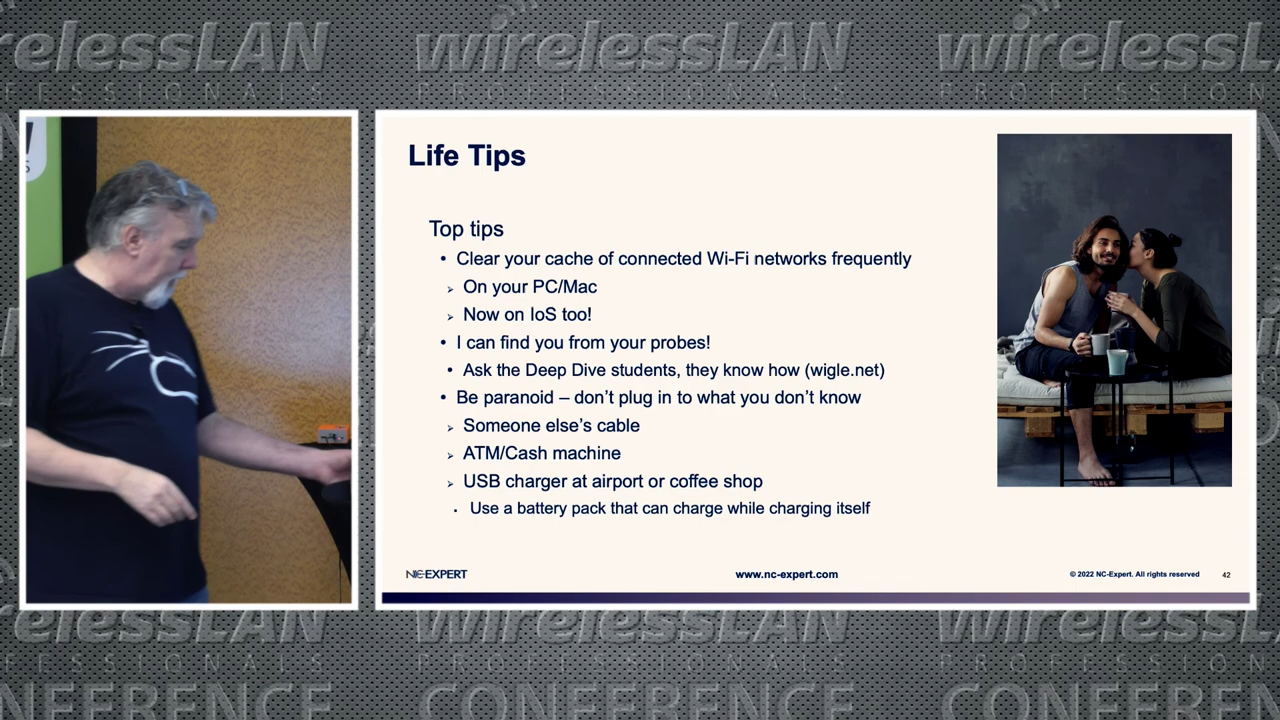 wirelessLAN
PROFESSIONALS
Life Tips
Top tips
• Clear your cache of connected Wi-Fi networks frequently
➢ On your PC/Mac
➢ Now on IoS too!
• I can find you from your probes!
• Ask the Deep Dive students, they know how (wigle.net)
• Be paranoid – don’t plug in to what you don’t know
➢ Someone else’s cable
➢ ATM/Cash machine
➢ USB charger at airport or coffee shop
▪ Use a battery pack that can charge while charging itself
NC-EXPERT
www.nc-expert.com
© 2022 NC-Expert. All rights reserved
42
wirelessLAN
PROFESSIONALS
CONFERENCE